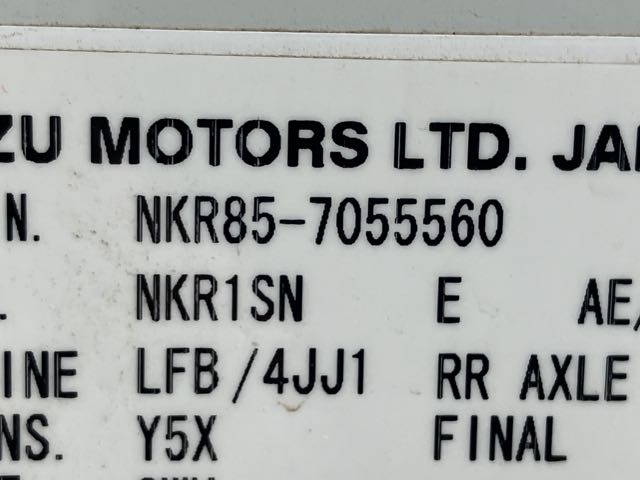 ZU MOTORS LTD. JA
N. NKR85-7055560
. NKR1SN E AE/
INE LFB/4JJ1 RR AXLE
NS. Y5X FINAL